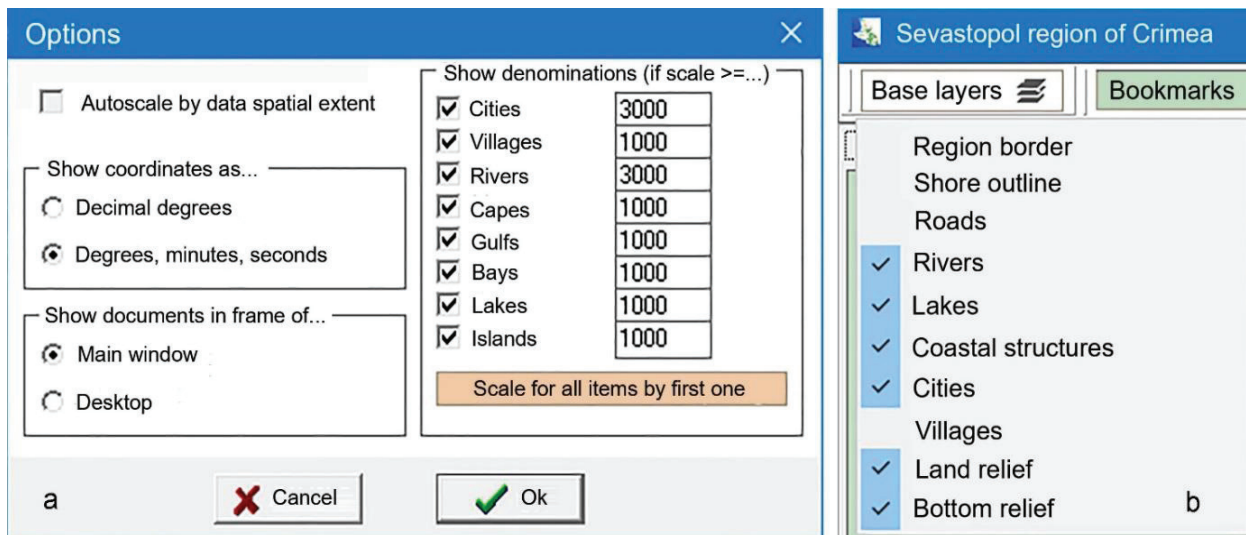 Options
Autoscale by data spatial extent
Show coordinates as...
Decimal degrees
Degrees, minutes, seconds
Show documents in frame of...
Main window
Desktop
Show denominations (if scale >=...)
Cities 3000
Villages 1000
Rivers 3000
Capes 1000
Gulfs 1000
Bays 1000
Lakes 1000
Islands 1000
Scale for all items by first one
a
Cancel
Ok
Sevastopol region of Crimea
Base layers
Bookmarks
Region border
Shore outline
Roads
Rivers
Lakes
Coastal structures
Cities
Villages
Land relief
Bottom relief
b